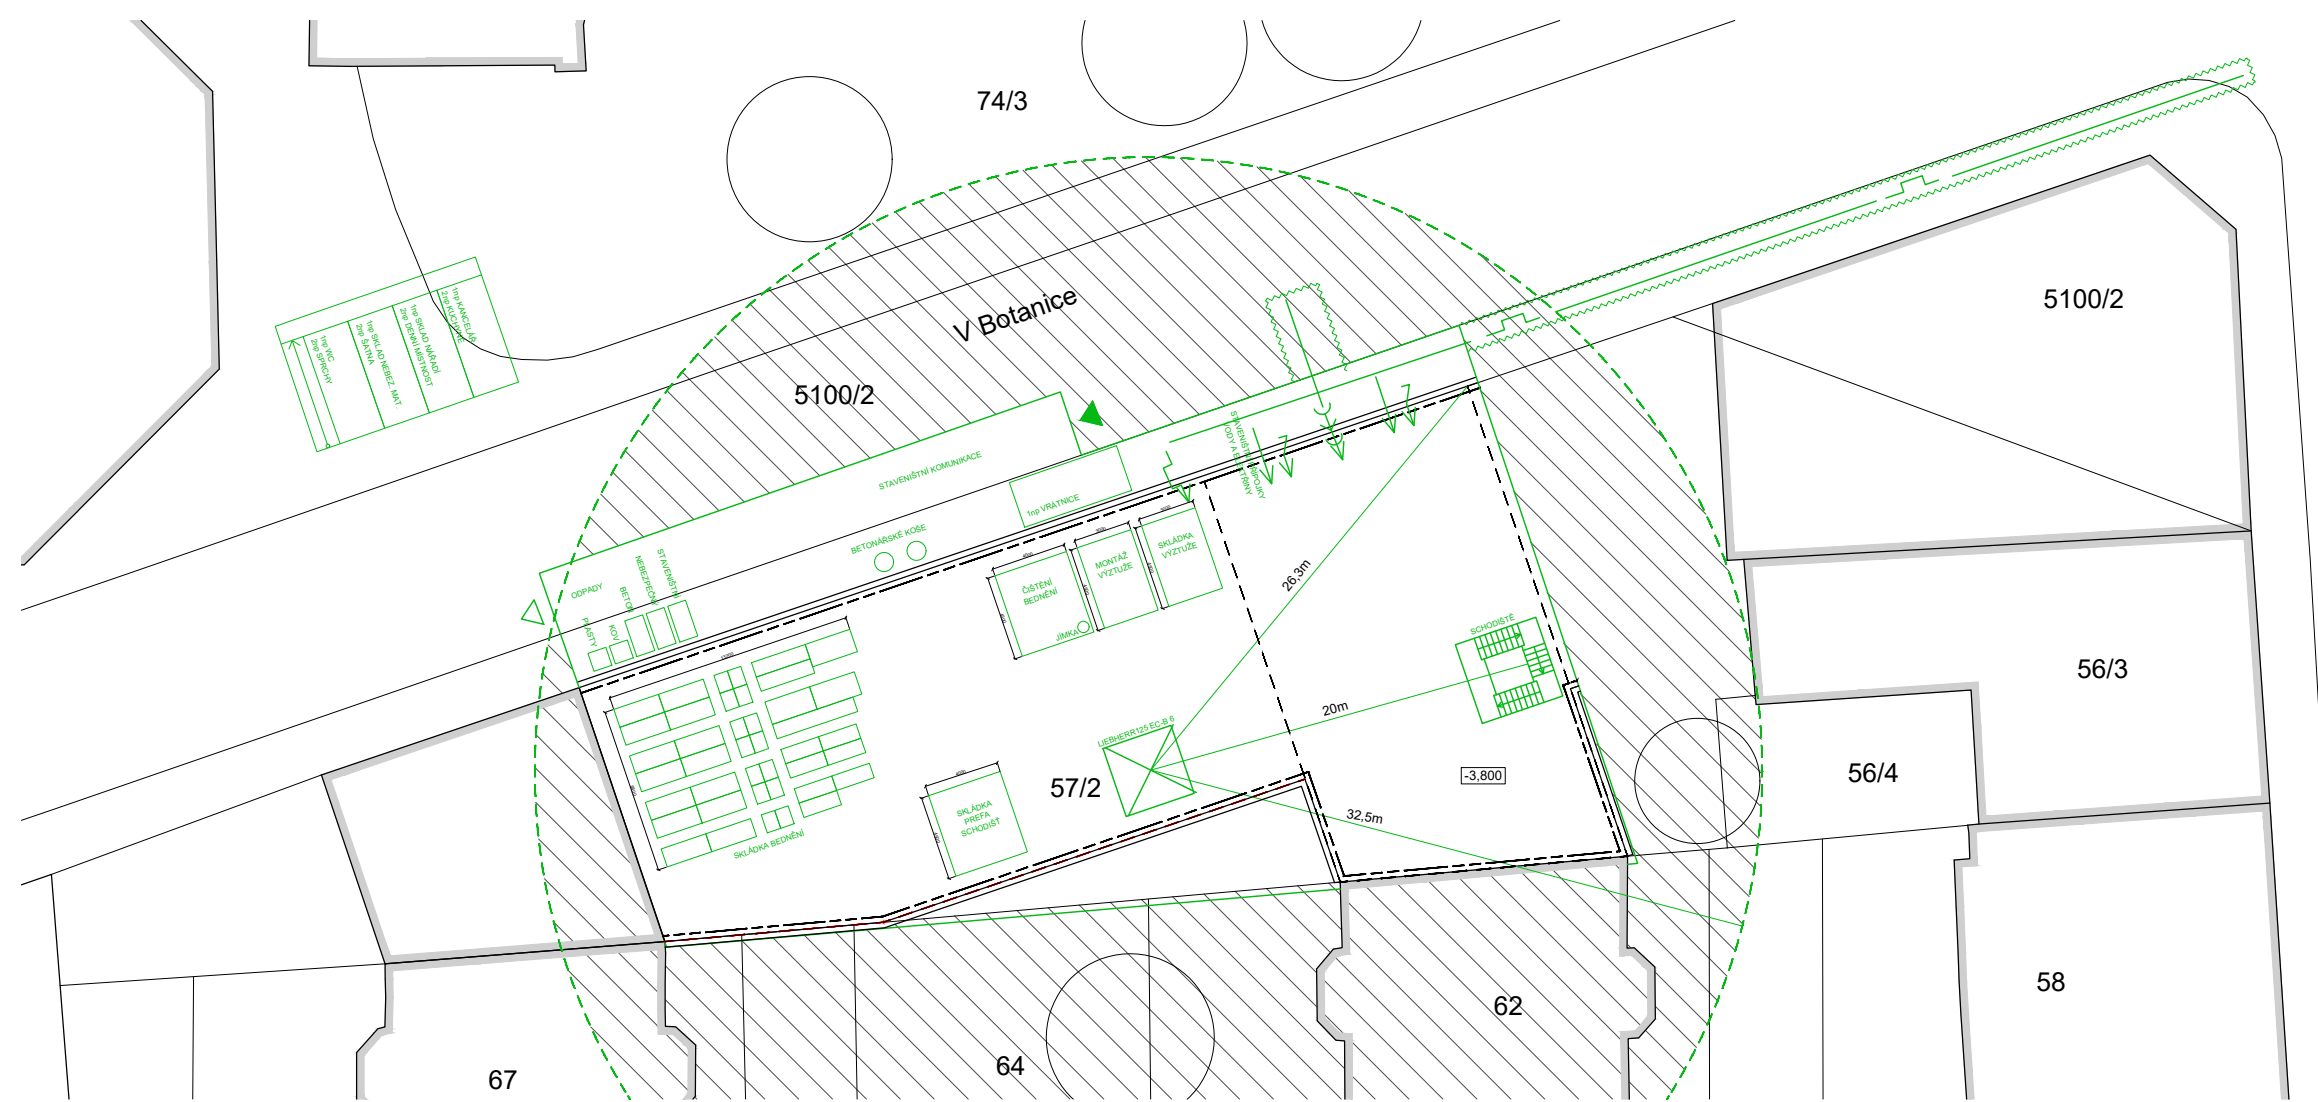 74/3
5100/2
V Botanice
5100/2
1np KANCELÁŘ
2np KUCHYNĚ
1np SKLAD NÁŘADÍ
2np DENNÍ MÍSTNOST
1np SKLAD NEBEZ. MAT.
2np ŠATNA
1np WC
2np SPRCHY
STAVENIŠTNÍ KOMUNIKACE
1np VRÁTNICE
BETONÁŘSKÉ KOŠE
VODY A ELEKTŘINY
ODPADY
PLASTY
KOV
BETON
NEBEZPEČNÝ
STAVENIŠTNÍ
ČIŠTĚNÍ
BEDNĚNÍ
JÍMKA
MONTÁŽ
VÝZTUŽE
SKLÁDKA
VÝZTUŽE
26,3m
SCHODIŠTĚ
20m
56/3
LIEBHERR125 EC-B 6
57/2
-3,800
56/4
32,5m
SKLÁDKA
PREFA
SCHODIŠŤ
SKLÁDKA BEDNĚNÍ
58
62
64
67